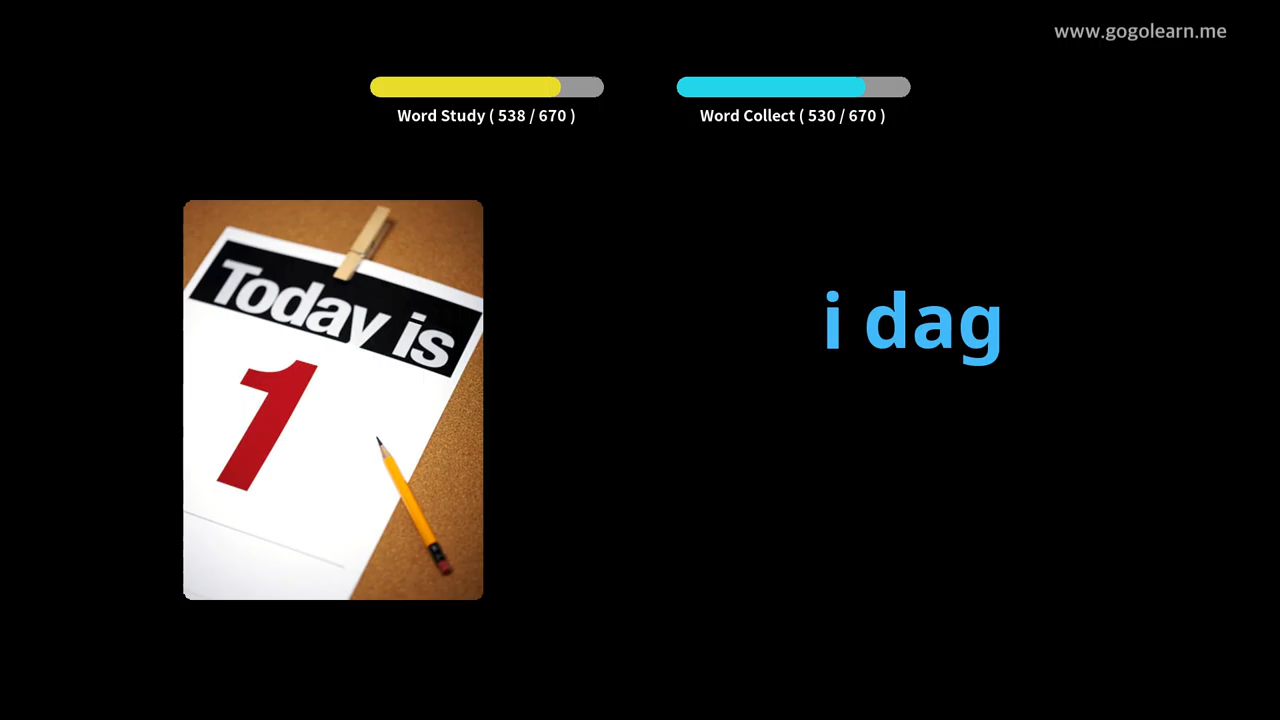 www.gogolearn.me
Word Study ( 538 / 670 )
Word Collect ( 530 / 670 )
Today is
1
i dag